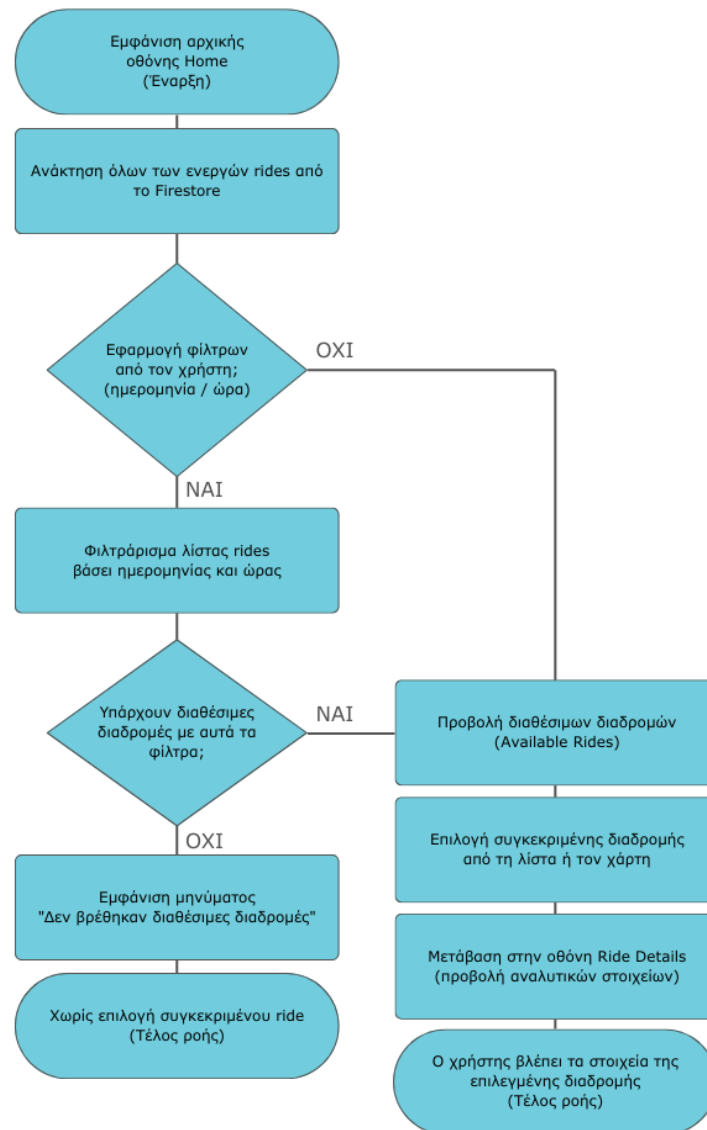 Εμφάνιση αρχικής
οθόνης Home
(Έναρξη)
Ανάκτηση όλων των ενεργών rides από
το Firestore
Εφαρμογή φίλτρων
από τον χρήστη;
(ημερομηνία / ώρα)
ΟΧΙ
ΝΑΙ
Φιλτράρισμα λίστας rides
βάσει ημερομηνίας και ώρας
Υπάρχουν διαθέσιμες
διαδρομές με αυτά τα
φίλτρα;
ΝΑΙ
ΟΧΙ
Εμφάνιση μηνύματος
"Δεν βρέθηκαν διαθέσιμες διαδρομές"
Χωρίς επιλογή συγκεκριμένου ride
(Τέλος ροής)
Προβολή διαθέσιμων διαδρομών
(Available Rides)
Επιλογή συγκεκριμένης διαδρομής
από τη λίστα ή τον χάρτη
Μετάβαση στην οθόνη Ride Details
(προβολή αναλυτικών στοιχείων)
Ο χρήστης βλέπει τα στοιχεία της
επιλεγμένης διαδρομής
(Τέλος ροής)